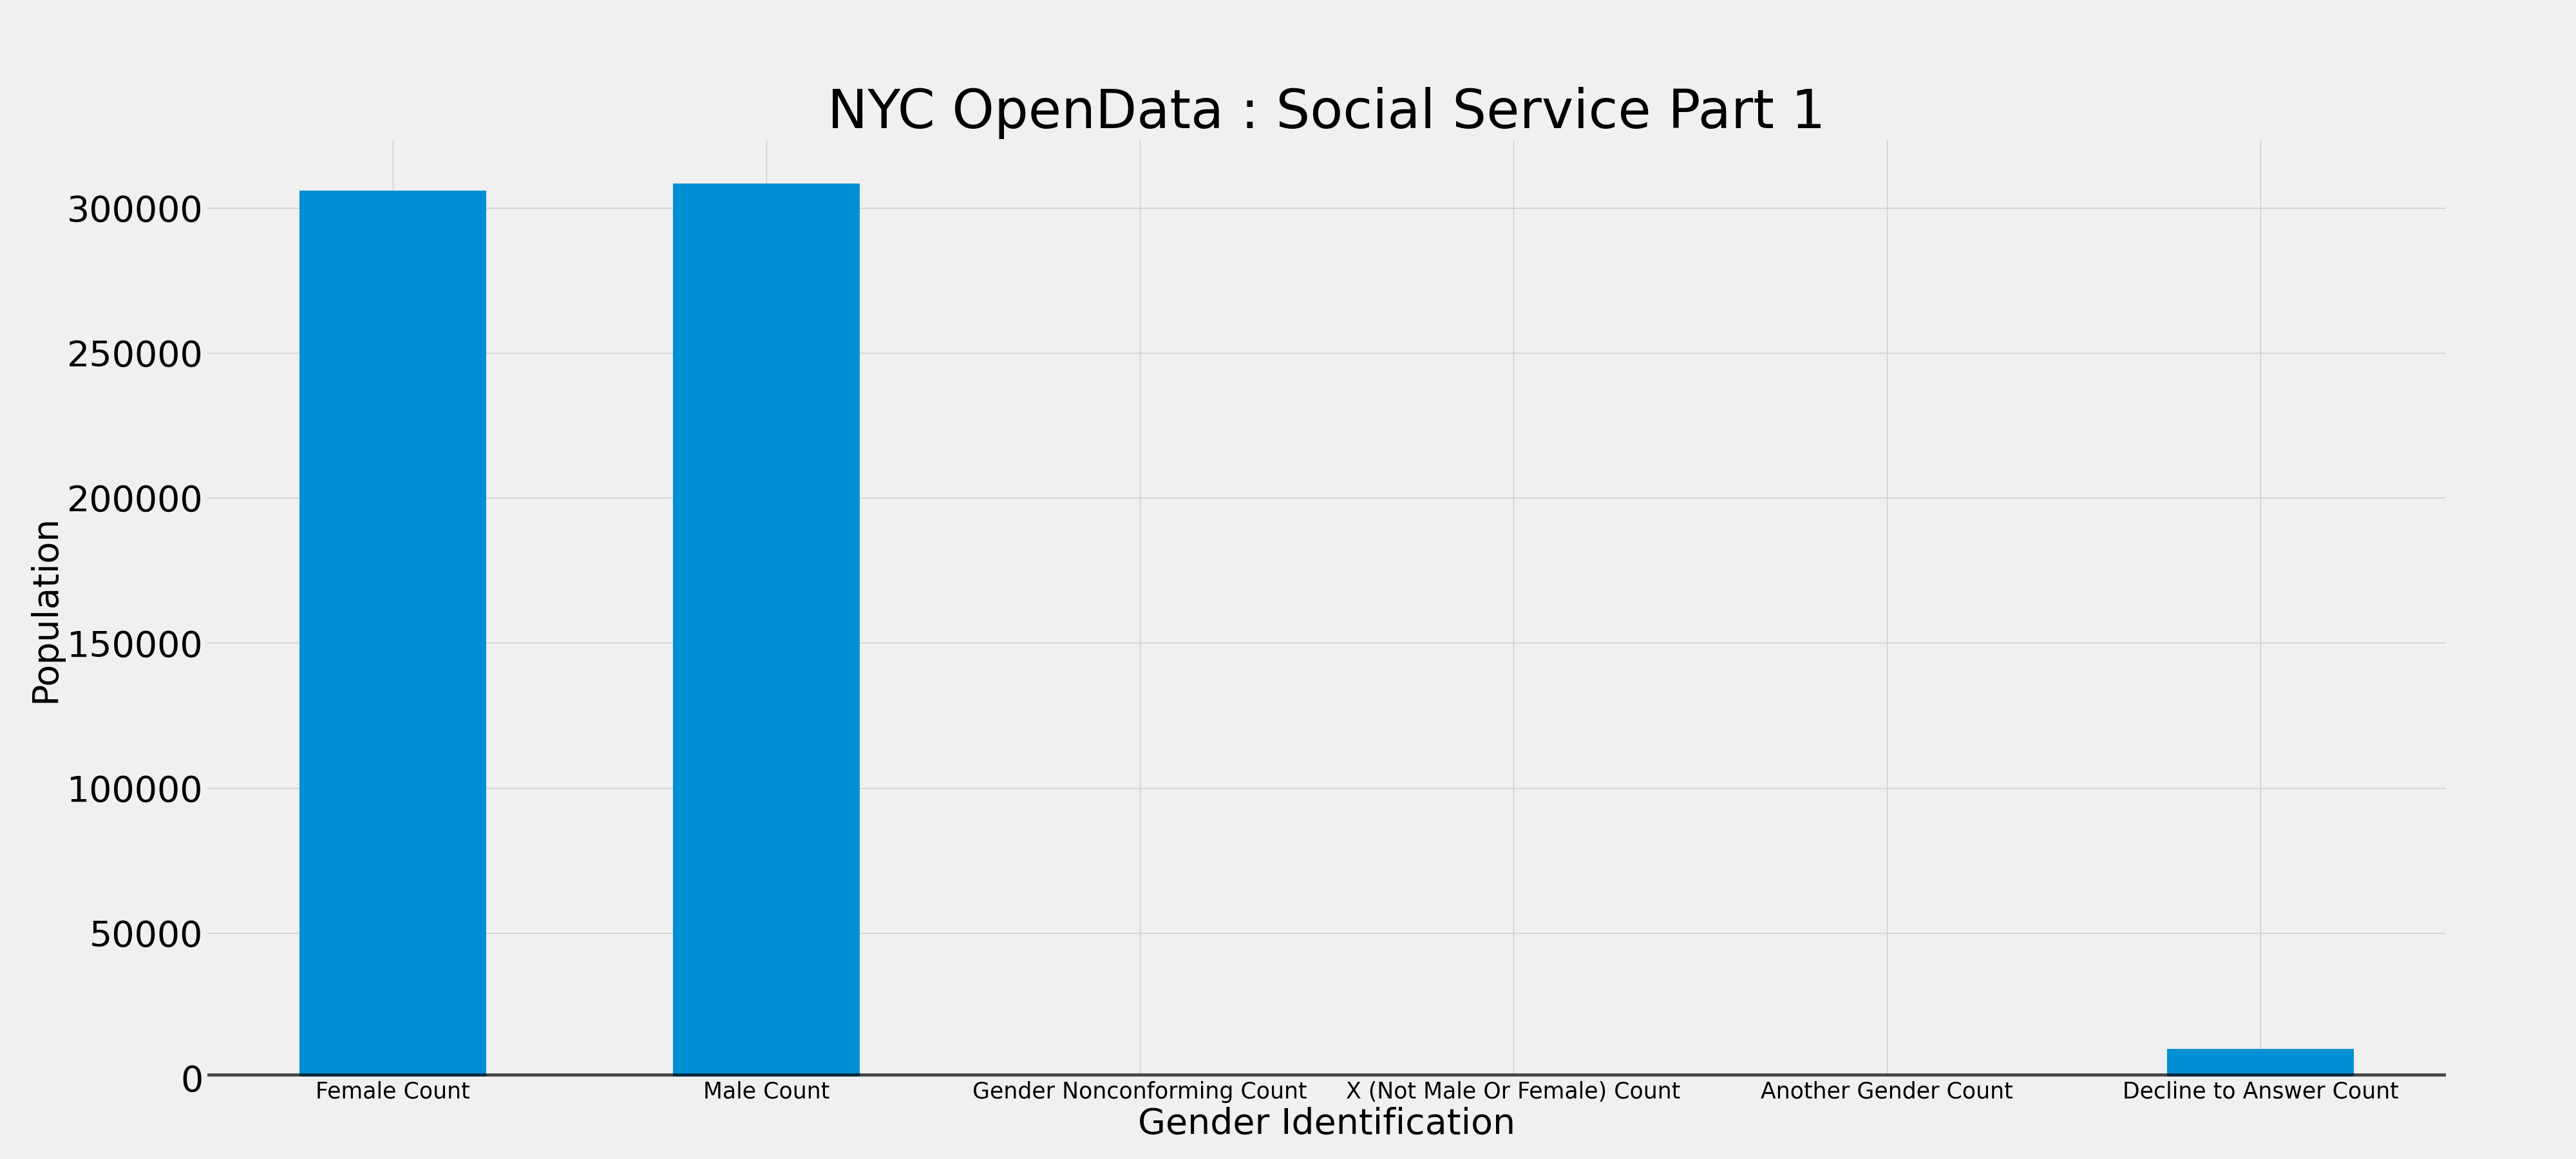 NYC OpenData : Social Service Part 1
Population
300000
250000
200000
150000
100000
50000
0
Female Count
Male Count
Gender Nonconforming Count
X (Not Male Or Female) Count
Another Gender Count
Decline to Answer Count
Gender Identification